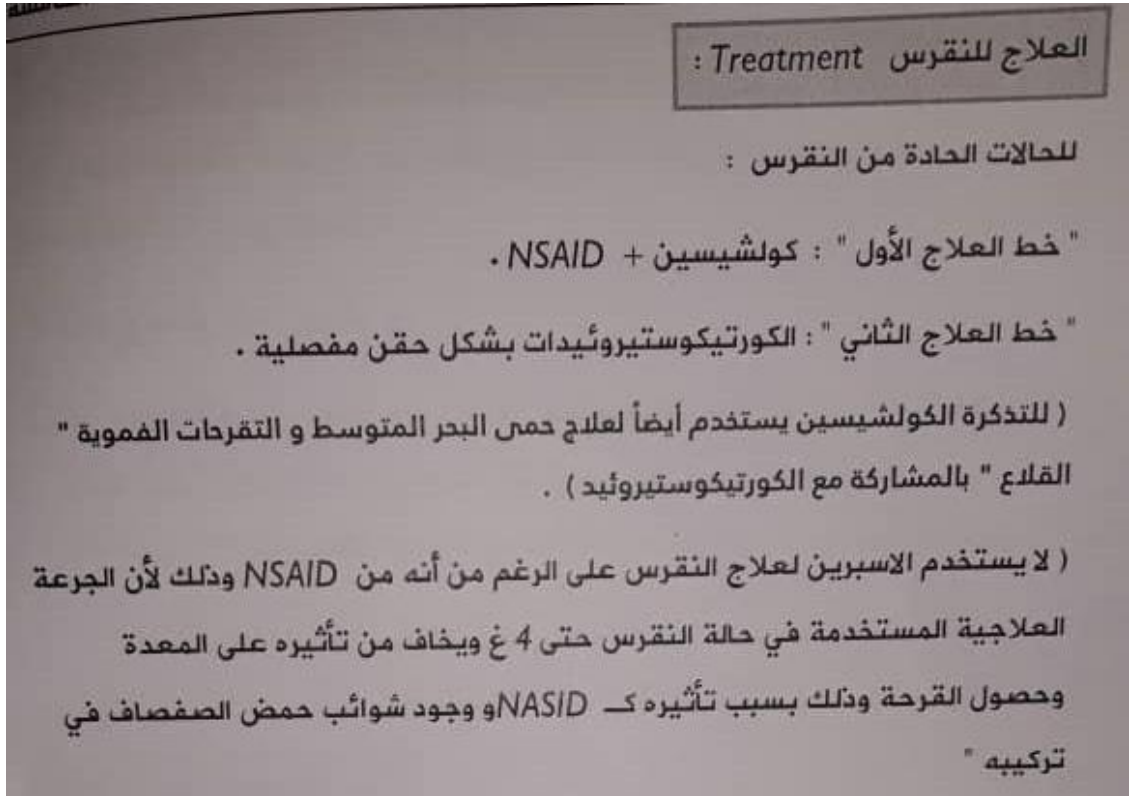 العلاج للنقرس Treatment :
للحالات الحادة من النقرس :
" خط العلاج الأول " : كولشيسين + NSAID .
" خط العلاج الثاني " : الكورتيكوستيروئيدات بشكل حقن مفصلية .
( للتذكرة الكولشيسين يستخدم أيضاً لعلاج حمى البحر المتوسط و التقرحات الفموية "
القلاع " بالمشاركة مع الكورتيكوستيروئيد ) .
( لا يستخدم الاسبرين لعلاج النقرس على الرغم من أنه من NSAID وذلك لأن الجرعة
العلاجية المستخدمة في حالة النقرس حتى 4 غ ويخاف من تأثيره على المعدة
وحصول القرحة وذلك بسبب تأثيره كـ NASID و وجود شوائب حمض الصفصاف في
تركيبه "